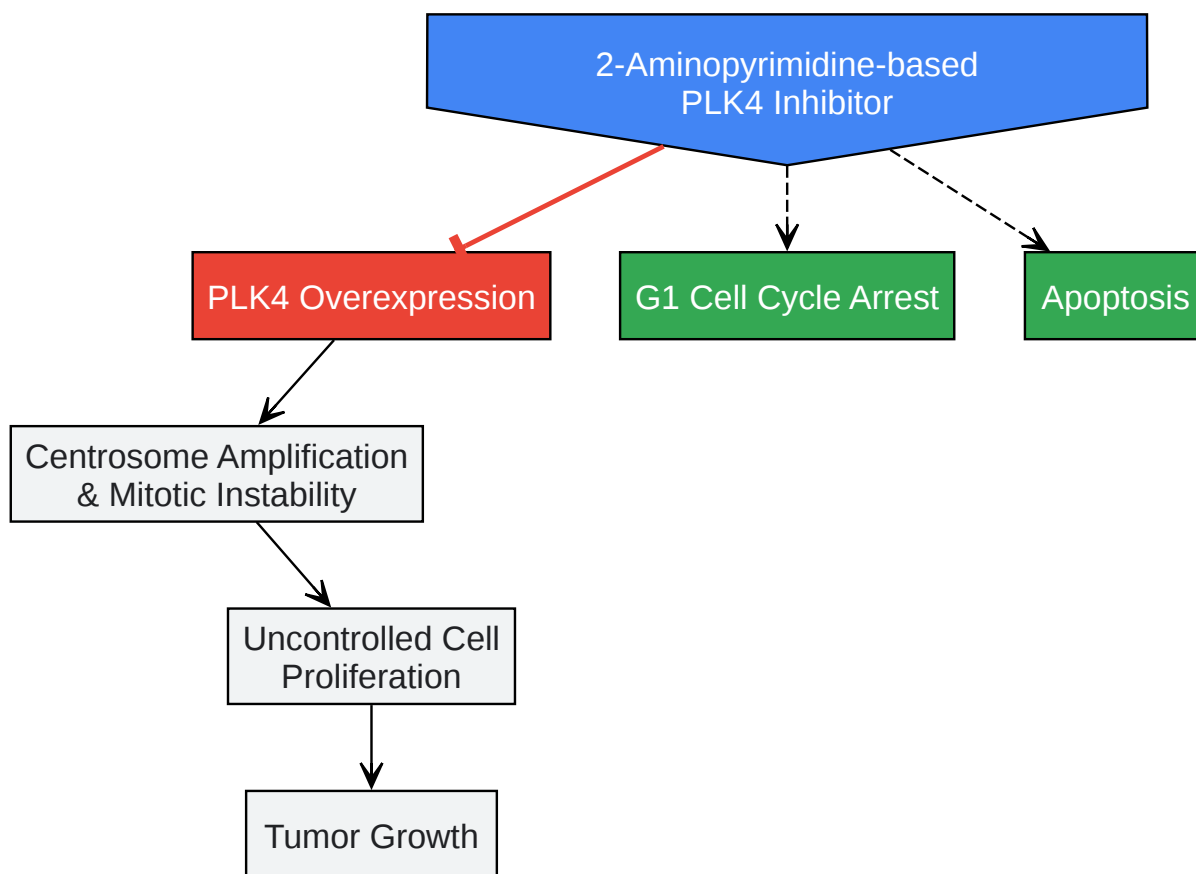 2-Aminopyrimidine-based
PLK4 Inhibitor
PLK4 Overexpression
G1 Cell Cycle Arrest
Apoptosis
Centrosome Amplification
& Mitotic Instability
Uncontrolled Cell
Proliferation
Tumor Growth